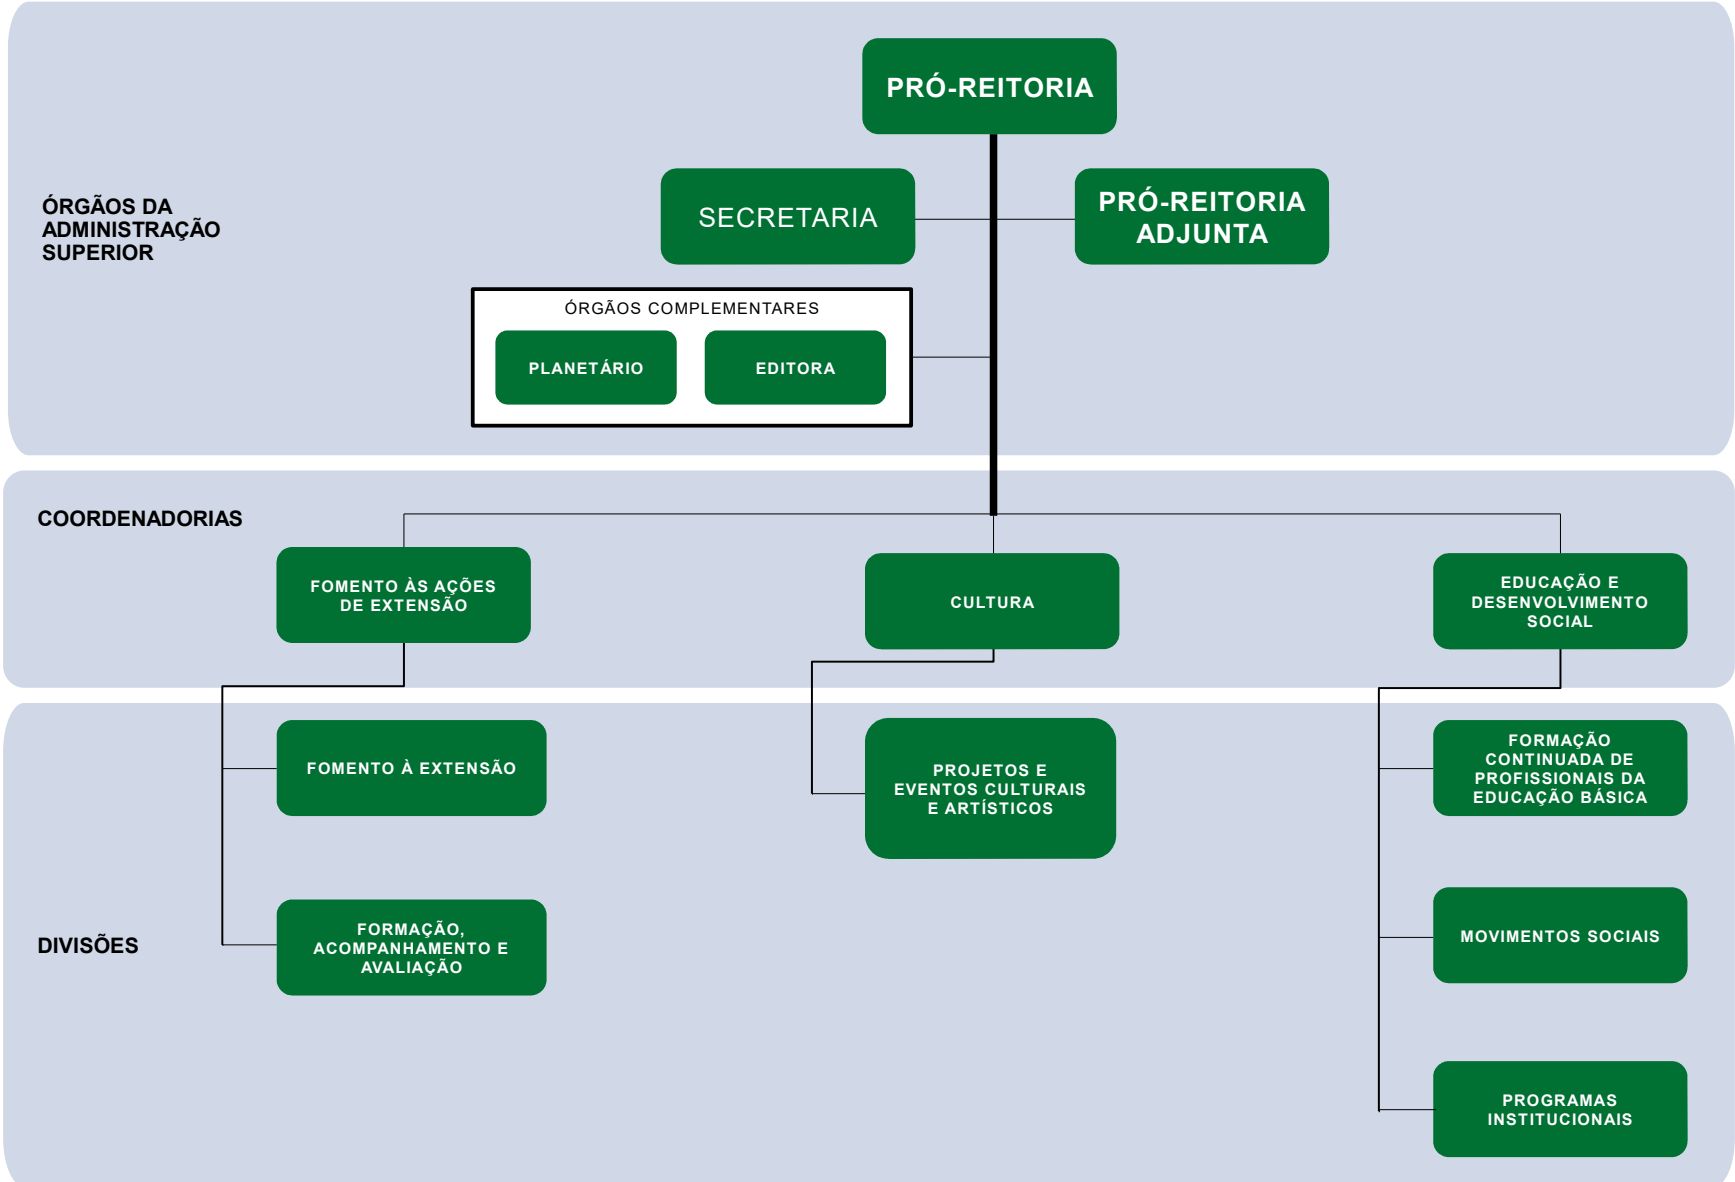 PRÓ-REITORIA
ÓRGÃOS DA
ADMINISTRAÇÃO
SUPERIOR
SECRETARIA
PRÓ-REITORIA
ADJUNTA
ÓRGÃOS COMPLEMENTARES
PLANETÁRIO
EDITORA
COORDENADORIAS
FOMENTO ÀS AÇÕES
DE EXTENSÃO
CULTURA
EDUCAÇÃO E
DESENVOLVIMENTO
SOCIAL
FOMENTO À EXTENSÃO
PROJETOS E
EVENTOS CULTURAIS
E ARTÍSTICOS
FORMAÇÃO
CONTINUADA DE
PROFISSIONAIS DA
EDUCAÇÃO BÁSICA
DIVISÕES
FORMAÇÃO,
ACOMPANHAMENTO E
AVALIAÇÃO
MOVIMENTOS SOCIAIS
PROGRAMAS
INSTITUCIONAIS